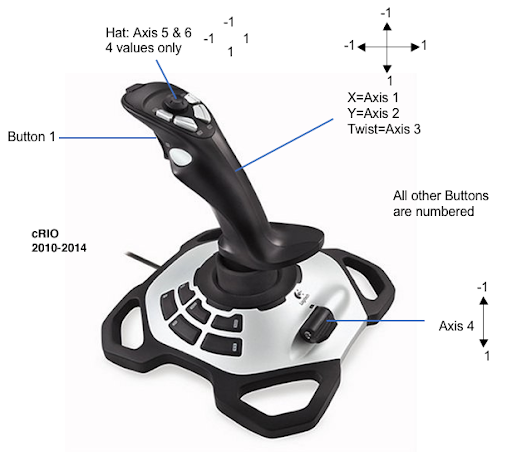 Hat: Axis 5 & 6
4 values only
-1
-1 1
1
-1
-1 1
1
X=Axis 1
Y=Axis 2
Twist=Axis 3
Button 1
All other Buttons
are numbered
cRIO
2010-2014
-1
Axis 4
1